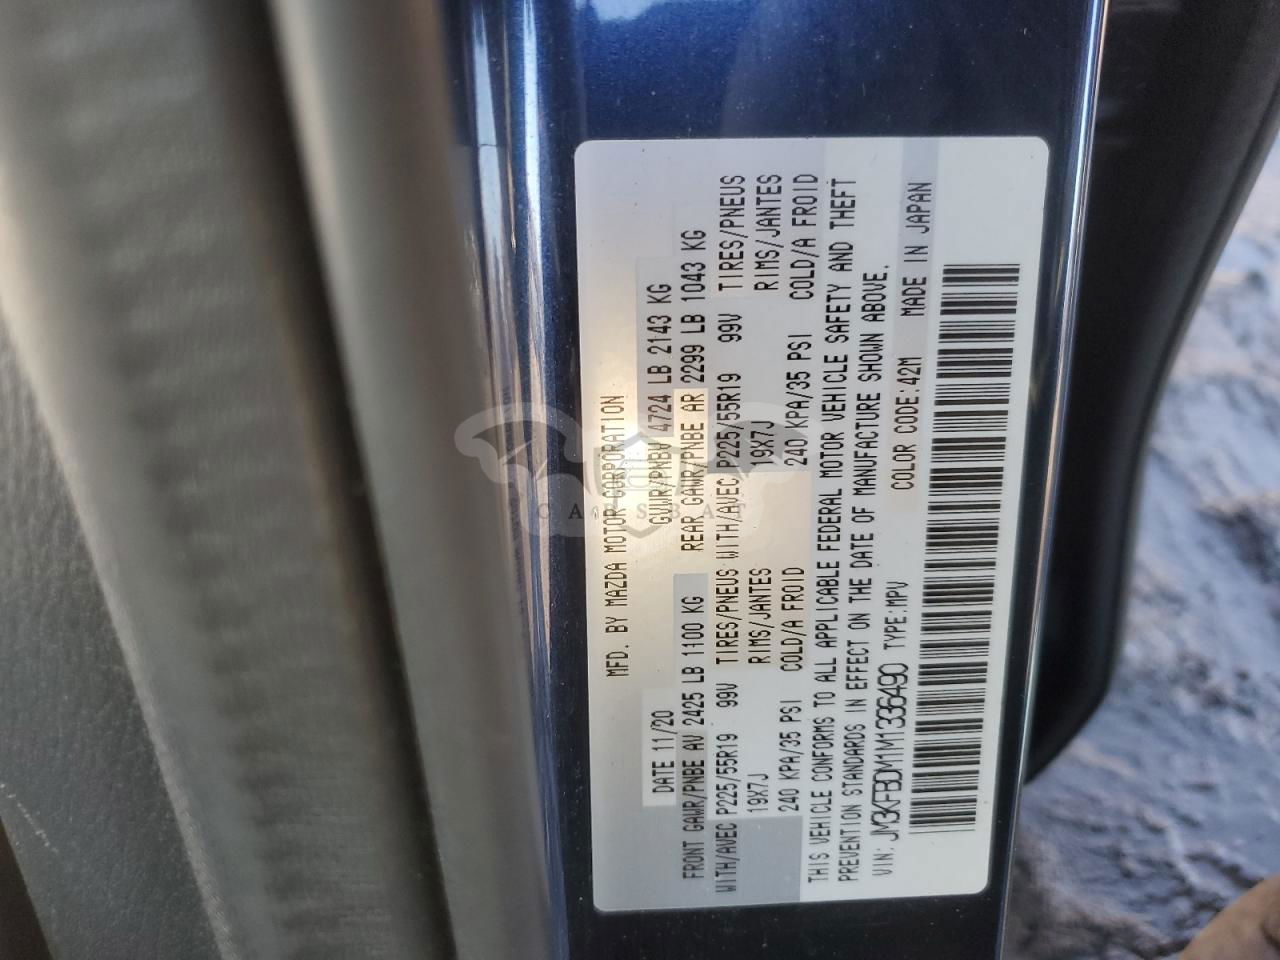 MFD. BY MAZDA MOTOR CORPORATION
DATE 11/20 GVWR/PNBV 4724 LB 2143 KG
FRONT GAWR/PNBE AV 2425 LB 1100 KG REAR GAWR/PNBE AR 2299 LB 1043 KG
WITH/AVEC P225/55R19 99V TIRES/PNEUS WITH/AVEC P225/55R19 99V TIRES/PNEUS
19X7J RIMS/JANTES 19X7J RIMS/JANTES
240 KPA/35 PSI COLD/A FROID 240 KPA/35 PSI COLD/A FROID
THIS VEHICLE CONFORMS TO ALL APPLICABLE FEDERAL MOTOR VEHICLE SAFETY AND THEFT
PREVENTION STANDARDS IN EFFECT ON THE DATE OF MANUFACTURE SHOWN ABOVE.
VIN: JM3KFBDM1M1336490 TYPE:MPV COLOR CODE:42M MADE IN JAPAN
CARSBAT